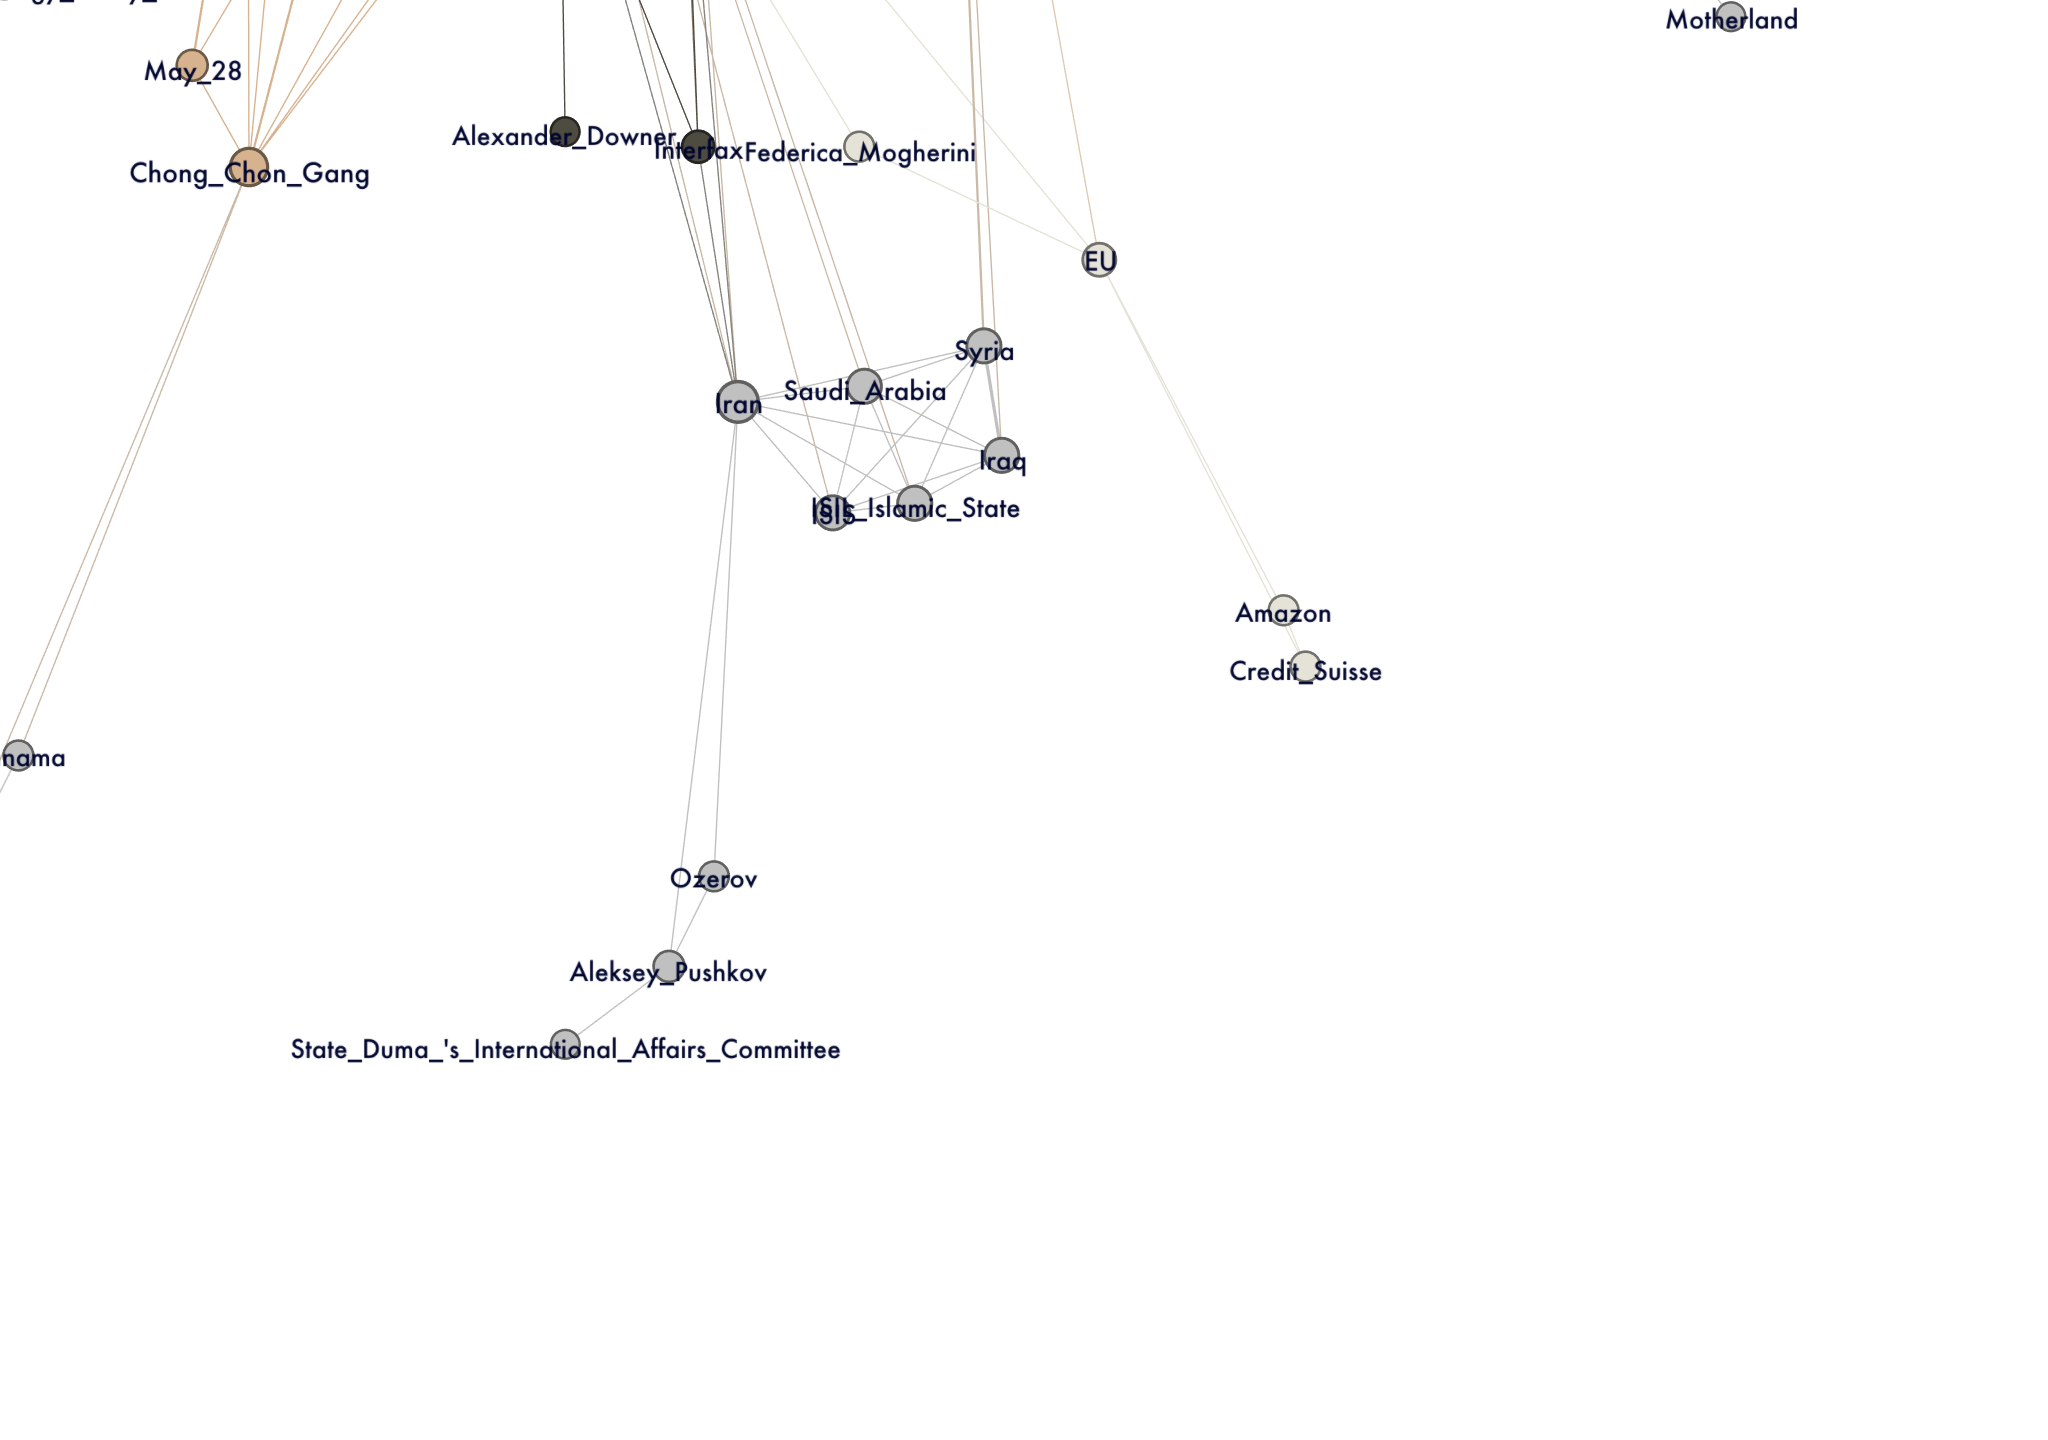 Motherland
May_28
Alexander_Downer
Interfax
Federica_Mogherini
Chong_Chon_Gang
EU
Syria
Saudi_Arabia
Iran
Iraq
ISIL_Islamic_State
ISIS
Amazon
Credit_Suisse
nama
Ozerov
Aleksey_Pushkov
State_Duma_'s_International_Affairs_Committee